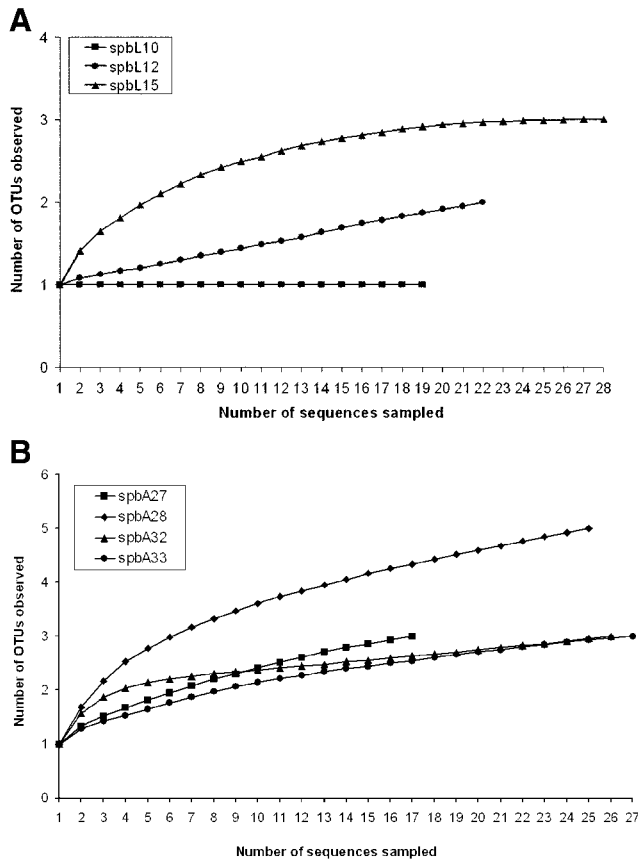 A
4
3
2
1
0
spbL10
spbL12
spbL15
Number of OTUs observed
1 2 3 4 5 6 7 8 9 10 11 12 13 14 15 16 17 18 19 20 21 22 23 24 25 26 27 28
Number of sequences sampled
B
6
5
4
3
2
1
0
spbA27
spbA28
spbA32
spbA33
Number of OTUs observed
1 2 3 4 5 6 7 8 9 10 11 12 13 14 15 16 17 18 19 20 21 22 23 24 25 26 27
Number of sequences sampled